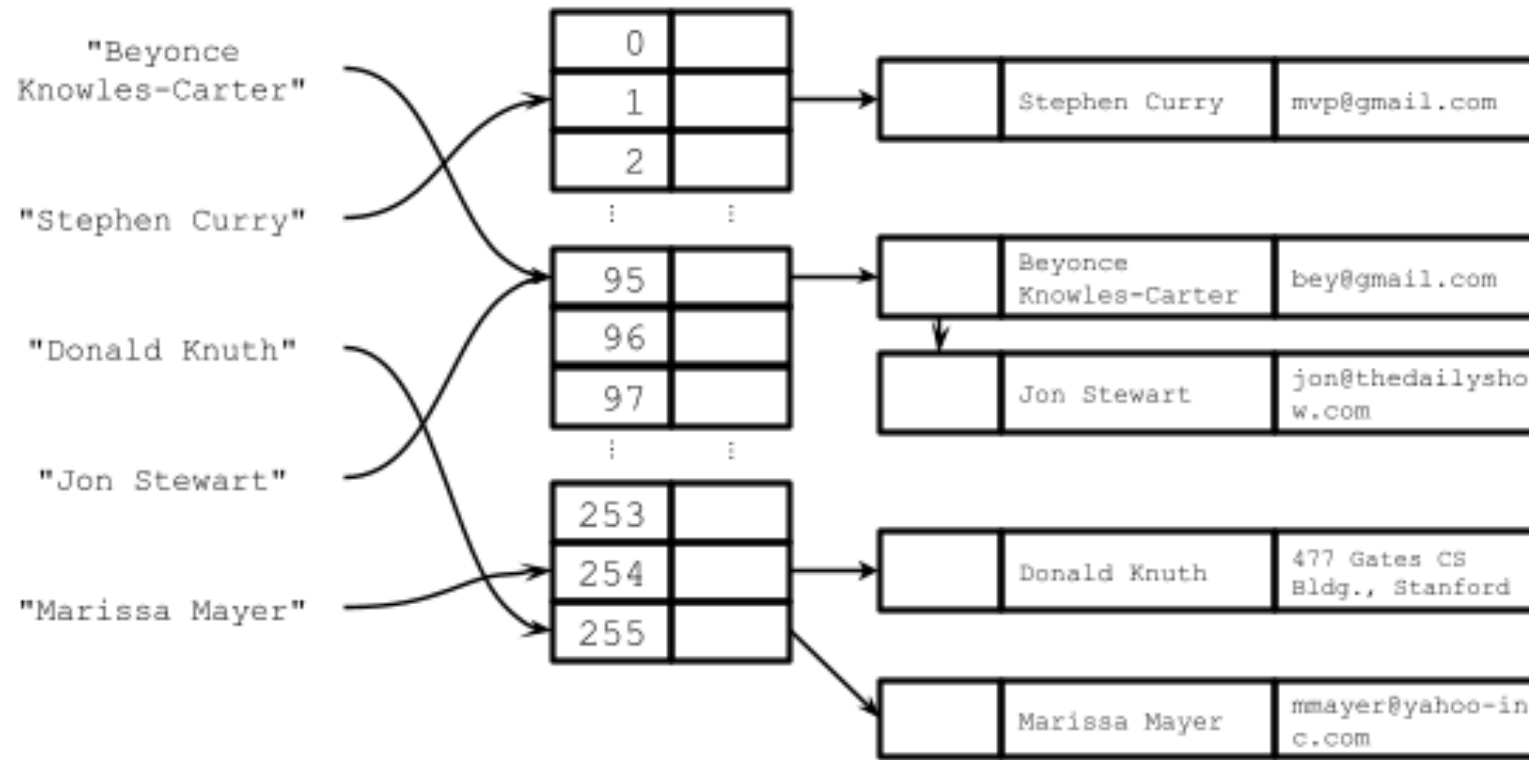 "Beyonce
Knowles-Carter"
"Stephen Curry"
"Donald Knuth"
"Jon Stewart"
"Marissa Mayer"
0
1
2
⋮ ⋮
95
96
97
⋮ ⋮
253
254
255
Stephen Curry
mvp@gmail.com
Beyonce
Knowles-Carter
bey@gmail.com
Jon Stewart
jon@thedailysho
w.com
Donald Knuth
477 Gates CS
Bldg., Stanford
Marissa Mayer
mmayer@yahoo-in
c.com